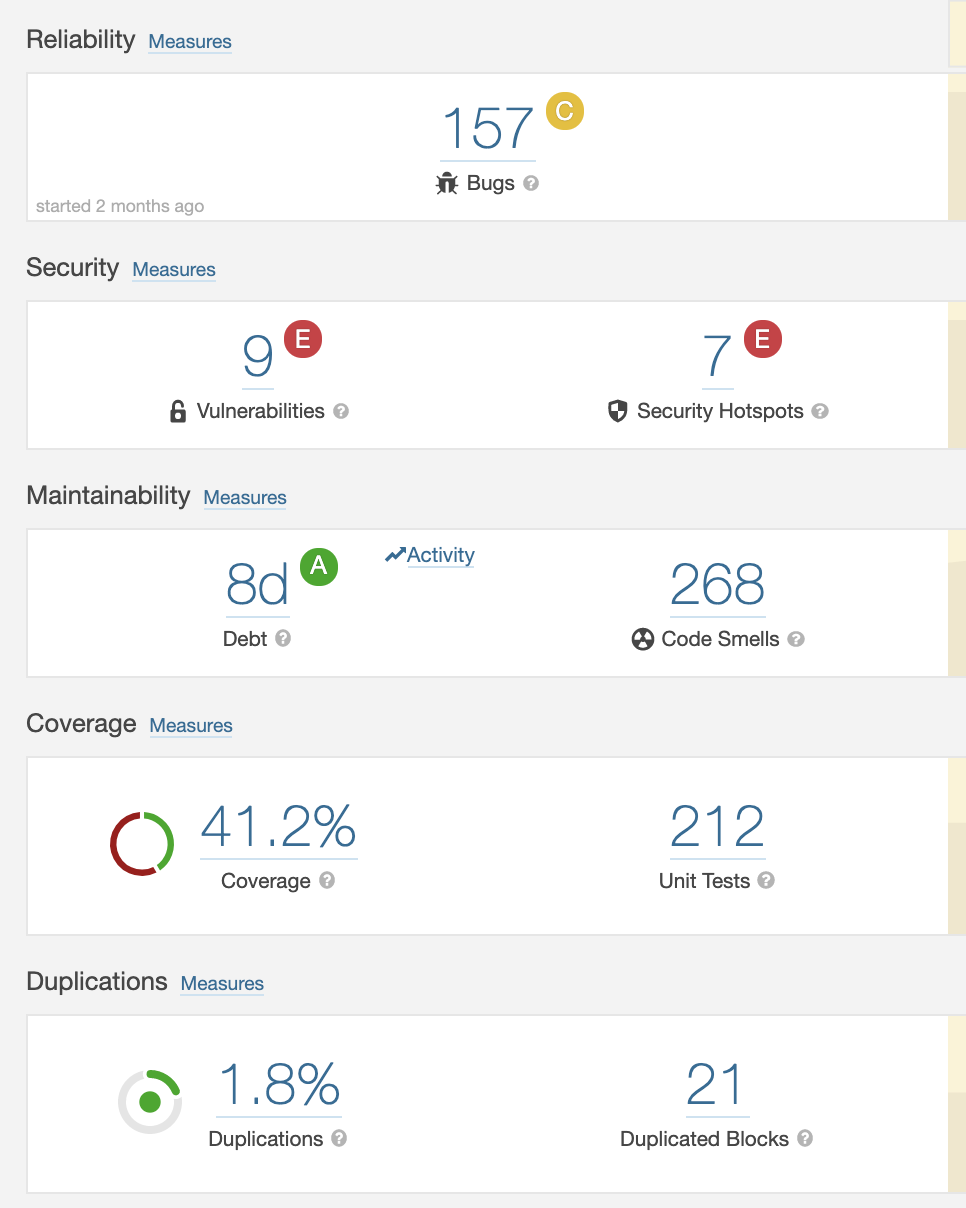 Reliability Measures
157 C
Bugs ?
started 2 months ago
Security Measures
9 E 7 E
Vulnerabilities ? Security Hotspots ?
Maintainability Measures
8d A Activity 268
Debt ? Code Smells ?
Coverage Measures
41.2% 212
Coverage ? Unit Tests ?
Duplications Measures
1.8% 21
Duplications ? Duplicated Blocks ?